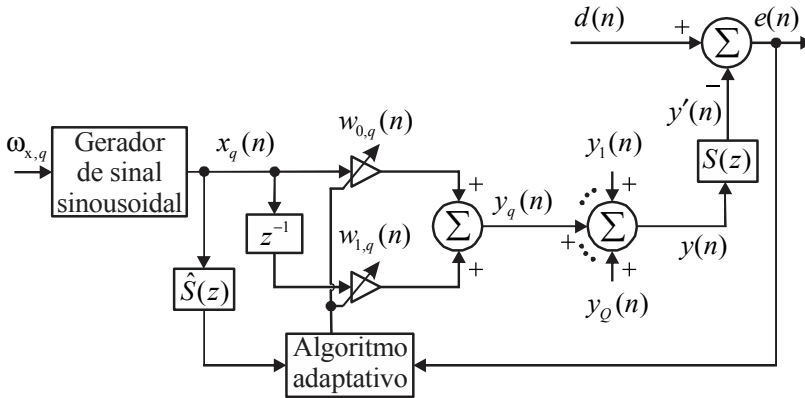 d(n)
+
Σ
e(n)
−
y′(n)
ω_{x,q}
Gerador
de sinal
sinousoidal
x_q(n)
w_{0,q}(n)
y_1(n)
S(z)
z^{-1}
w_{1,q}(n)
+
Σ
+
y_q(n)
+
+
Σ
+
y(n)
Ŝ(z)
y_Q(n)
Algoritmo
adaptativo